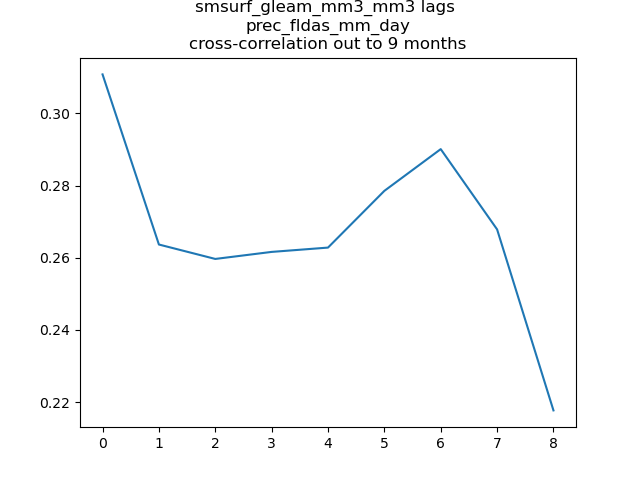 smsurf_gleam_mm3_mm3 lags
prec_fldas_mm_day
cross-correlation out to 9 months
0.30
0.28
0.26
0.24
0.22
0 1 2 3 4 5 6 7 8